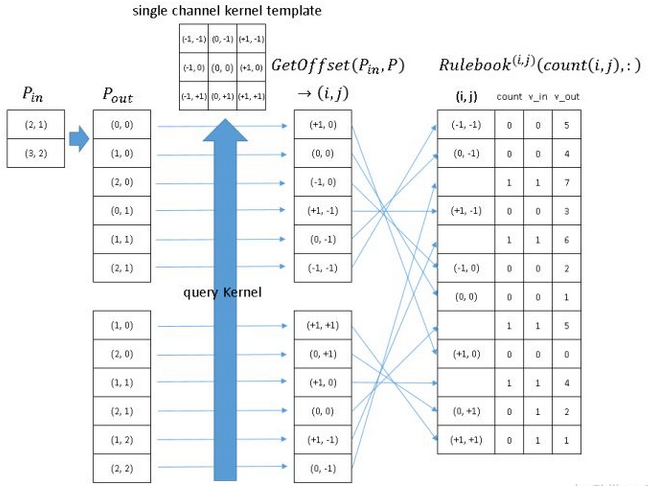 single channel kernel template
(-1, -1) (0, -1) (+1, -1)
(-1, 0) (0, 0) (+1, 0)
(-1, +1) (0, +1) (+1, +1)
GetOffset(P_in, P)
→ (i, j)
Rulebook^(i,j)(count(i, j), :)
P_in
P_out
(i, j) count v_in v_out
(2, 1) (0, 0) (+1, 0) (-1, -1) 0 0 5
(3, 2) (1, 0) (0, 0) (0, -1) 0 0 4
(2, 0) (-1, 0) 1 1 7
(0, 1) (+1, -1) (+1, -1) 0 0 3
(1, 1) (0, -1) 1 1 6
(2, 1) (-1, -1) (-1, 0) 0 0 2
query Kernel
(0, 0) 0 0 1
(1, 0) (+1, +1) 1 1 5
(2, 0) (0, +1) (+1, 0) 0 0 0
(1, 1) (+1, 0) 1 1 4
(2, 1) (0, 0) (0, +1) 0 1 2
(1, 2) (+1, -1) (+1, +1) 0 1 1
(2, 2) (0, -1)